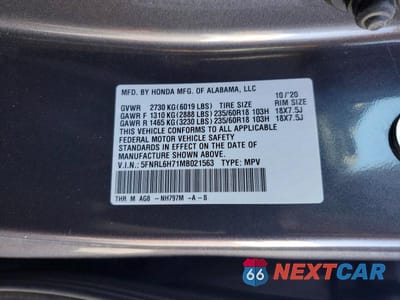 MFD. BY HONDA MFG. OF ALABAMA, LLC
10/'20
GVWR 2730 KG(6019 LBS) TIRE SIZE RIM SIZE
GAWR F 1310 KG(2888 LBS)235/60R18 103H 18X7.5J
GAWR R 1465 KG(3230 LBS)235/60R18 103H 18X7.5J
THIS VEHICLE CONFORMS TO ALL APPLICABLE
FEDERAL MOTOR VEHICLE SAFETY
STANDARDS IN EFFECT ON THE DATE OF
MANUFACTURE SHOWN ABOVE.
V.I.N.: 5FNRL6H71MB021563 TYPE: MPV
THR M AG8 -NH797M -A-B
66 NEXTCAR